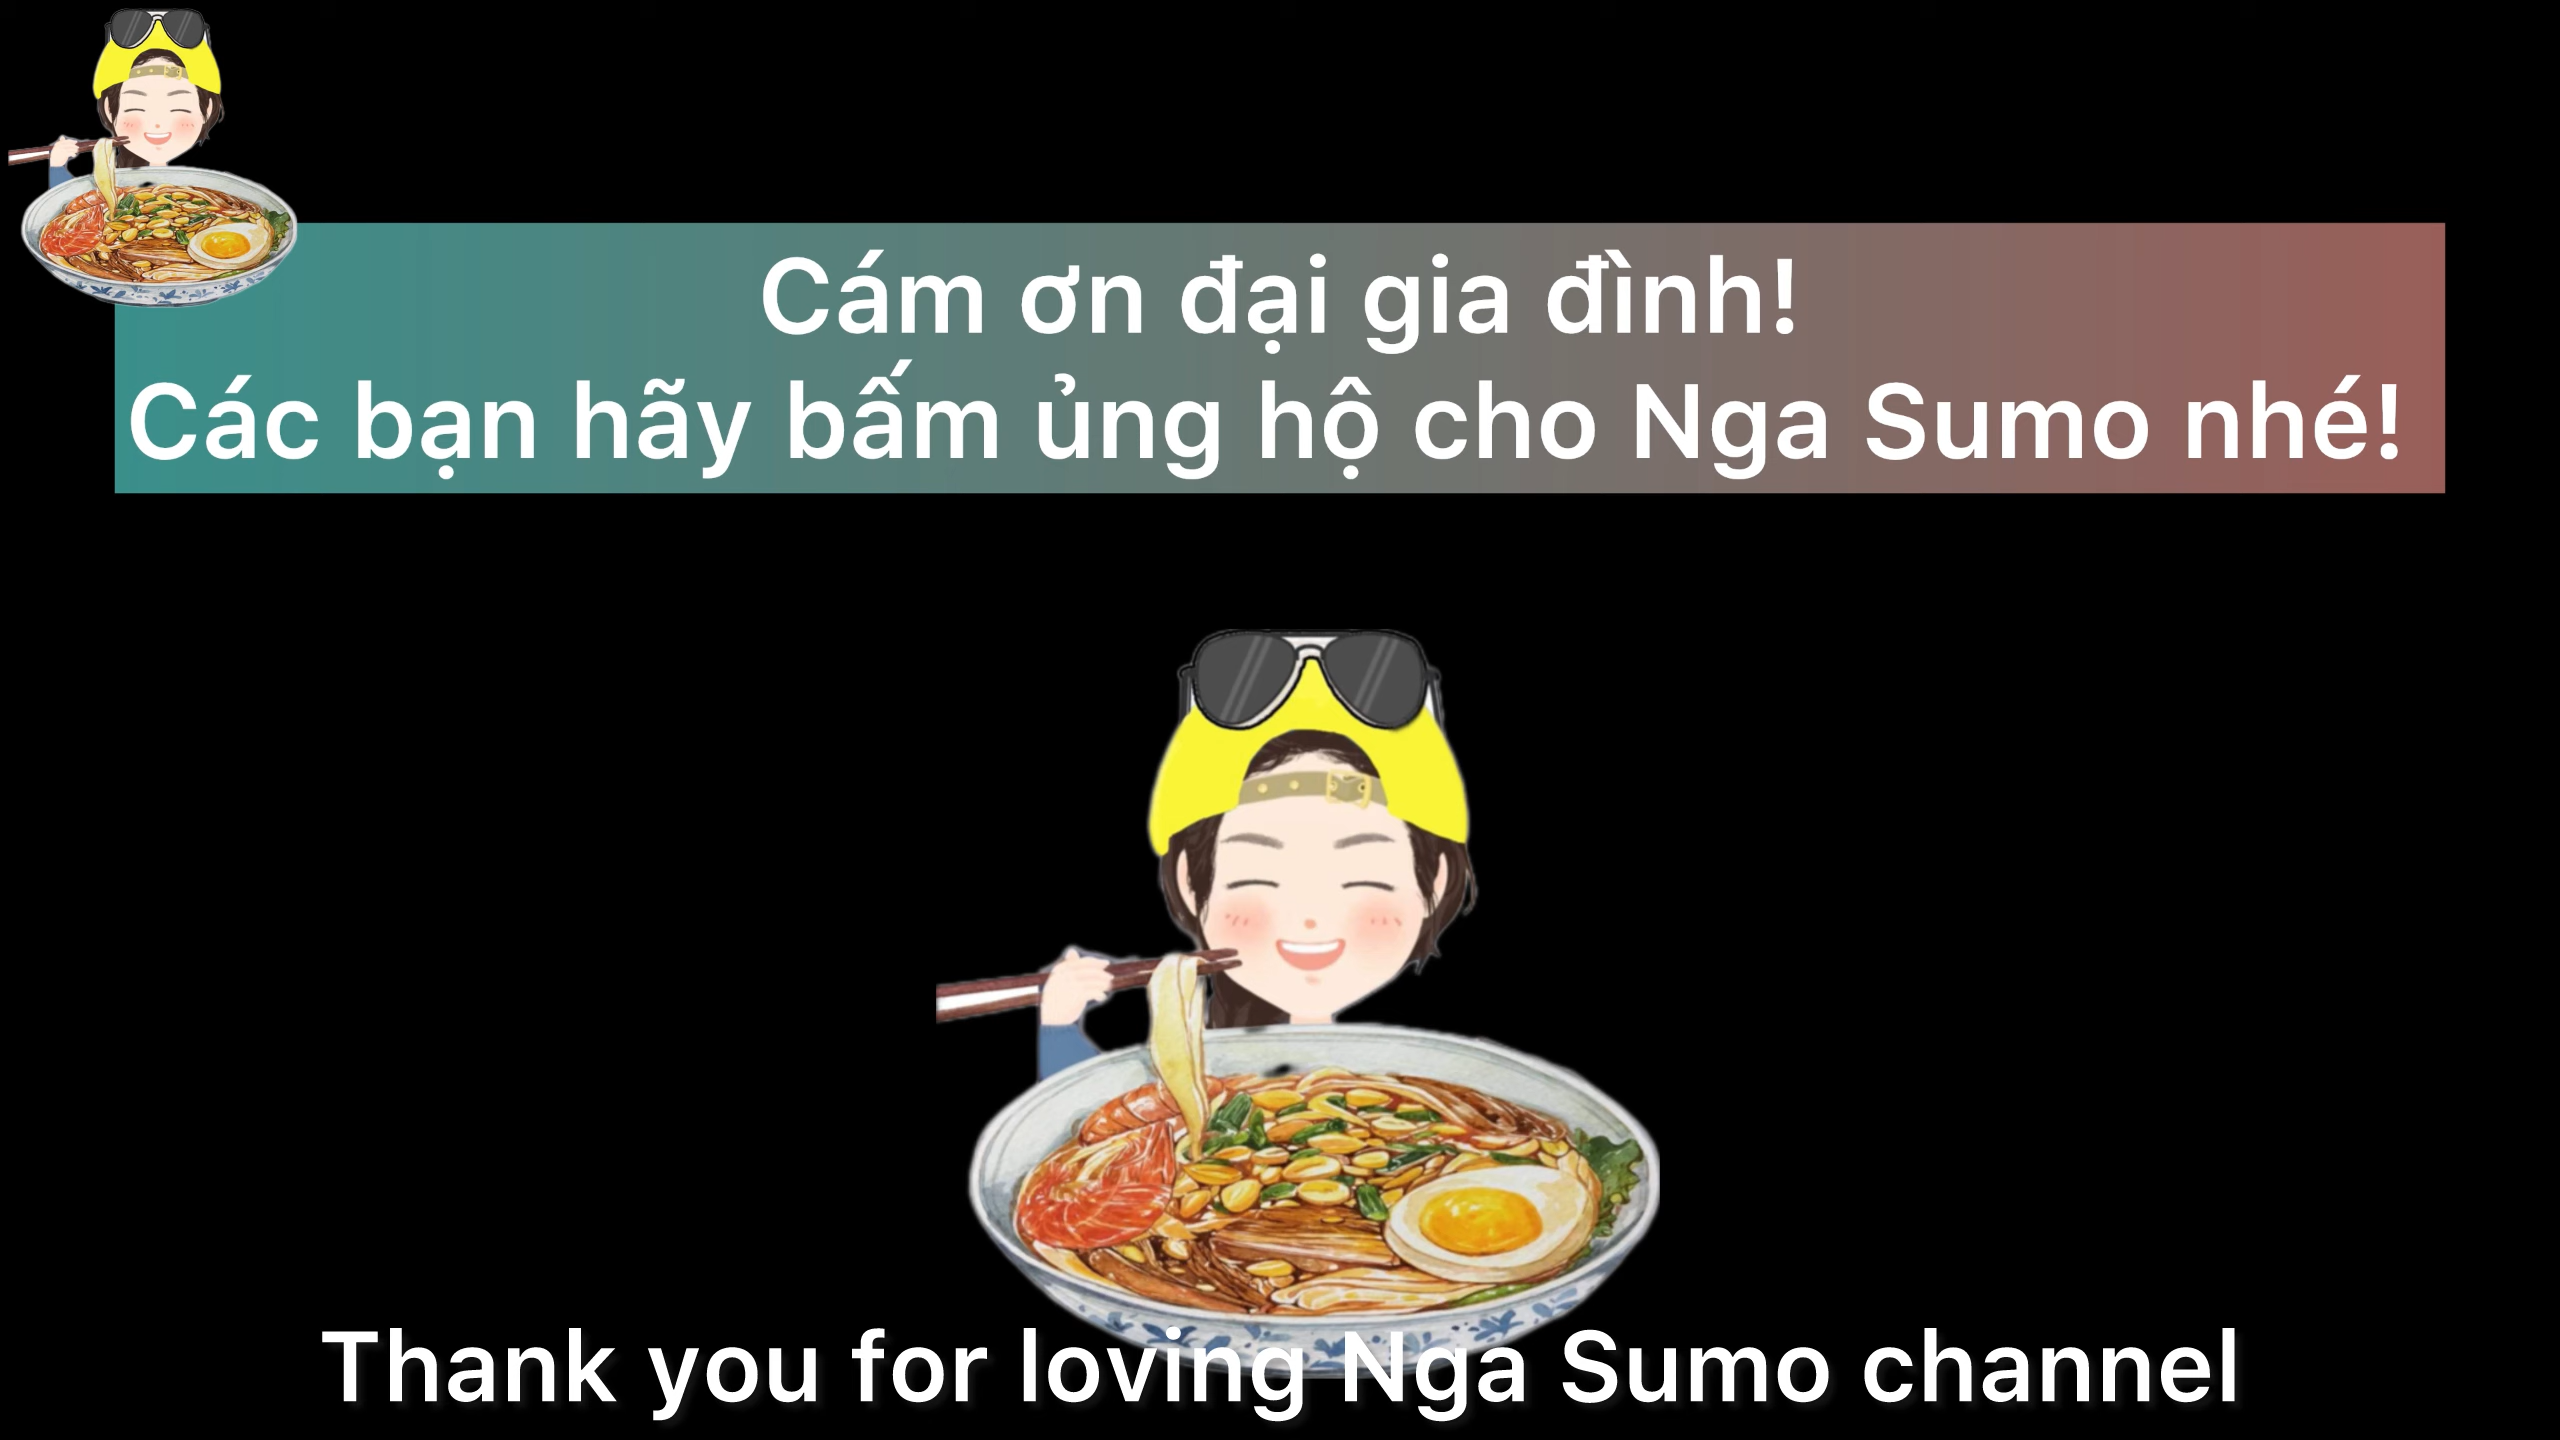 Cám ơn đại gia đình!
Các bạn hãy bấm ủng hộ cho Nga Sumo nhé!
Thank you for loving Nga Sumo channel